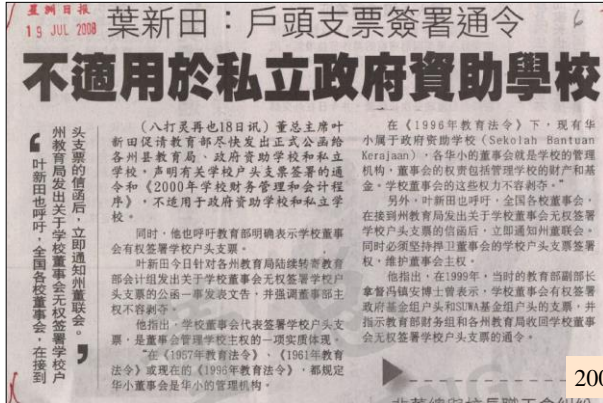 星洲日报
19 JUL 2008
葉新田：戶頭支票簽署通令
不適用於私立政府資助學校
叶新田也呼吁，全国各校董事会，在接到
州教育局发出关于学校董事会无权签署学校户
头支票的信函后，立即通知州董联会。
（八打灵再也18日讯）董总主席叶
新田促请教育部尽快发出正式公函给
各州县教育局、政府资助学校和私立
学校，声明有关学校户头支票签署的通
令和《2000年学校财务管理和会计程
序》，不适用于政府资助学校和私立学
校。
同时，他也呼吁教育部明确表示学校董事
会有权签署学校户头支票。
叶新田今日针对各州教育局陆续转寄教育
部会计组发出关于学校董事会无权签署学校户
头支票的公函一事发表文告，并强调董事部主
权不容剥夺。
他指出，学校董事会代表签署学校户头支
票，是董事会管理学校主权的一项实质体现。
“在《1957年教育法令》、《1961年教育
法令》或现在的《1996年教育法令》，都规定
华小董事会是华小的管理机构。
在《1996年教育法令》下，现有华
小属于政府资助学校（Sekolah Bantuan
Kerajaan），各华小的董事会就是学校的管理
机构，董事会的权责包括管理学校的财产和基
金。学校董事会的这些权力不容剥夺。”
另外，叶新田也呼吁，全国各校董事会，
在接到州教育局发出关于学校董事会无权签署
学校户头支票的信函后，立即通知州董联会。
同时必须坚持捍卫董事会的学校户头支票签署
权，维护董事会主权。
他指出，在1999年，当时的教育部副部长
拿督冯镇安博士曾表示，学校董事会有权签署
政府基金组户头和SUWA基金组户头的支票，并
指示教育部财务组和各州教育局收回学校董事
会无权签署学校户头支票的通令。
200